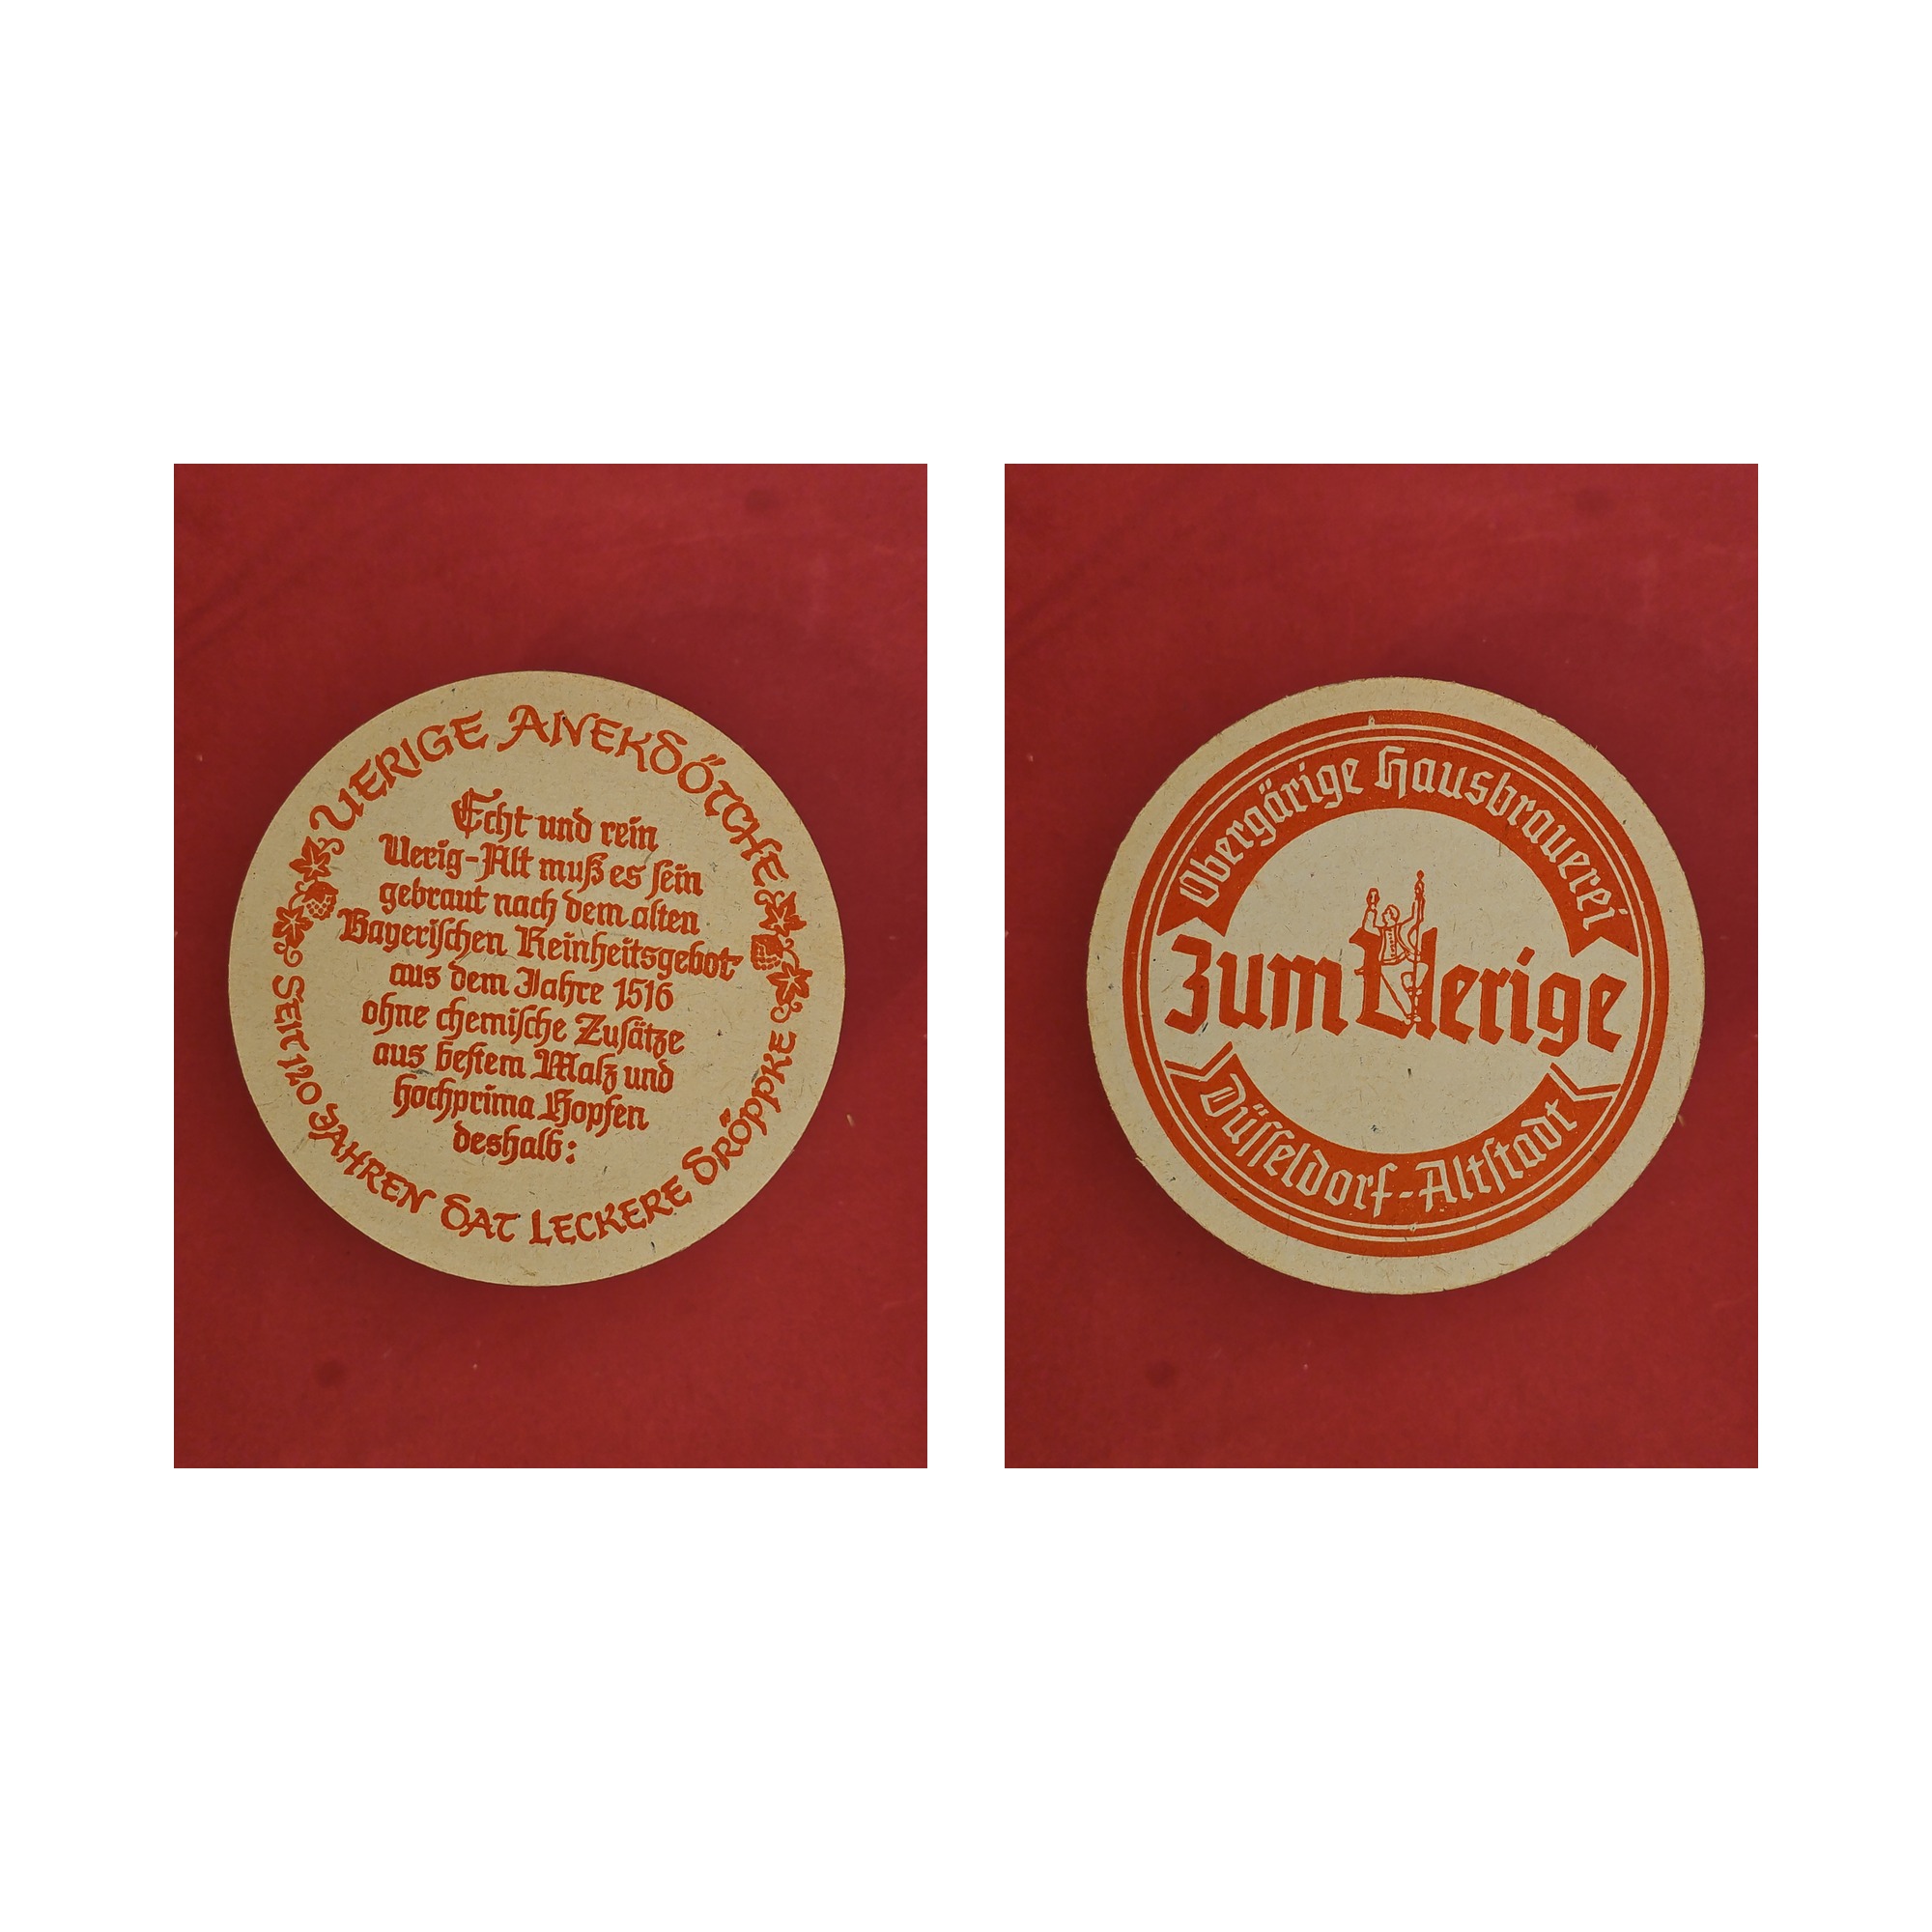 UERIGE ANEKDÖTCHE
Echt und rein
Uerig-Alt muß es sein
gebraut nach dem alten
Bayerischen Reinheitsgebot
aus dem Jahre 1516
ohne chemische Zusätze
aus bestem Malz und
hochprima Hopfen
deshalb:
SEIT 120 JAHREN DAT LECKERE DRÖPPKE
Obergärige Hausbrauerei
Zum Uerige
Düsseldorf-Altstadt